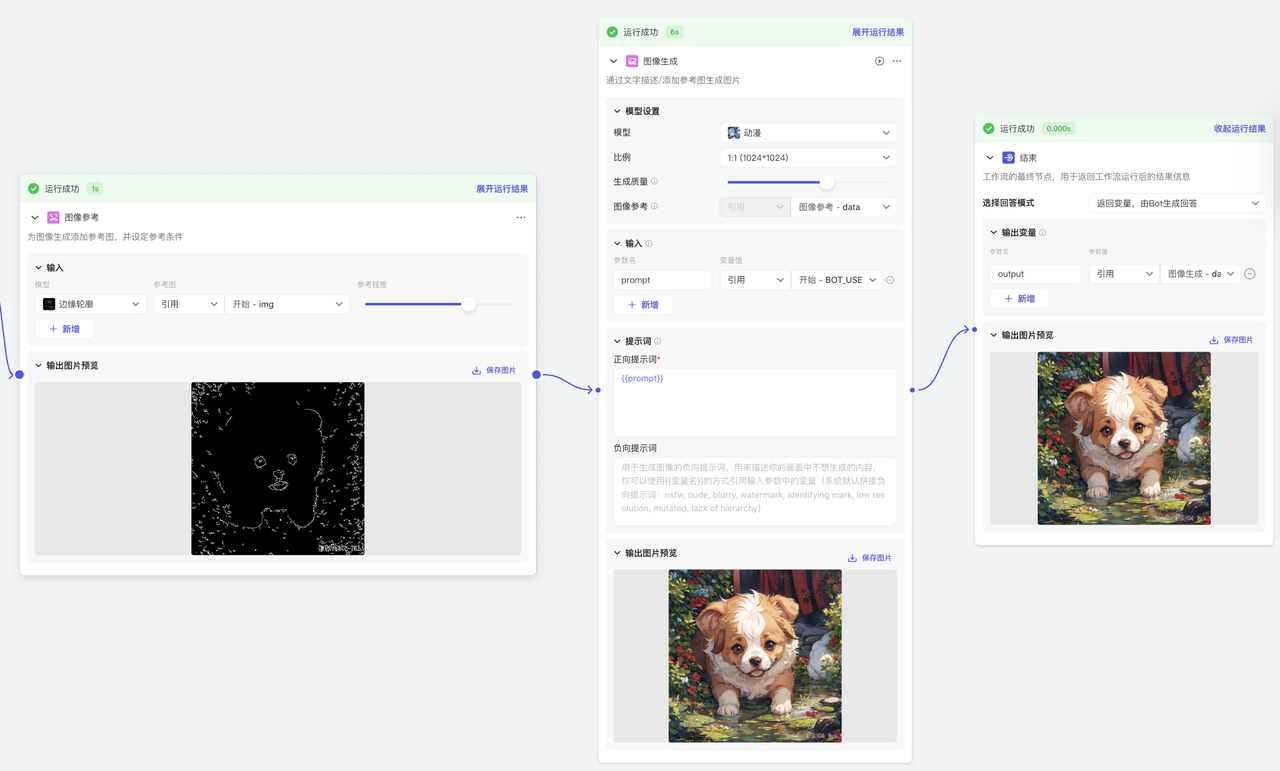 运行成功 1s 展开运行结果
图像参考
为图像生成添加参考图，并设定参考条件
输入
模型 参考图 参考程度
边缘轮廓 引用 开始 - img
新增
输出图片预览
保存图片
运行成功 6s 展开运行结果
图像生成
通过文字描述/添加参考图生成图片
模型设置
模型 动漫
比例 1:1 (1024*1024)
生成质量
图像参考 引用 图像参考 - data
输入
参数名 变量值
prompt 引用 开始 - BOT_USE
新增
提示词
正向提示词*
{{prompt}}
负向提示词
用于生成图像的负向提示词，用来描述你的画面中不想生成的内容，
你可以使用{{变量名}}的方式引用输入参数中的变量（系统默认拼接负
向提示词：nsfw, nude, blurry, watermark, identifying mark, low res
olution, mutated, lack of hierarchy）
输出图片预览
保存图片
运行成功 0.000s 收起运行结果
结束
工作流的最终节点，用于返回工作流运行后的结果信息
选择回答模式 返回变量，由Bot生成回答
输出变量
参数名 参数值
output 引用 图像生成 - da
新增
输出图片预览
保存图片